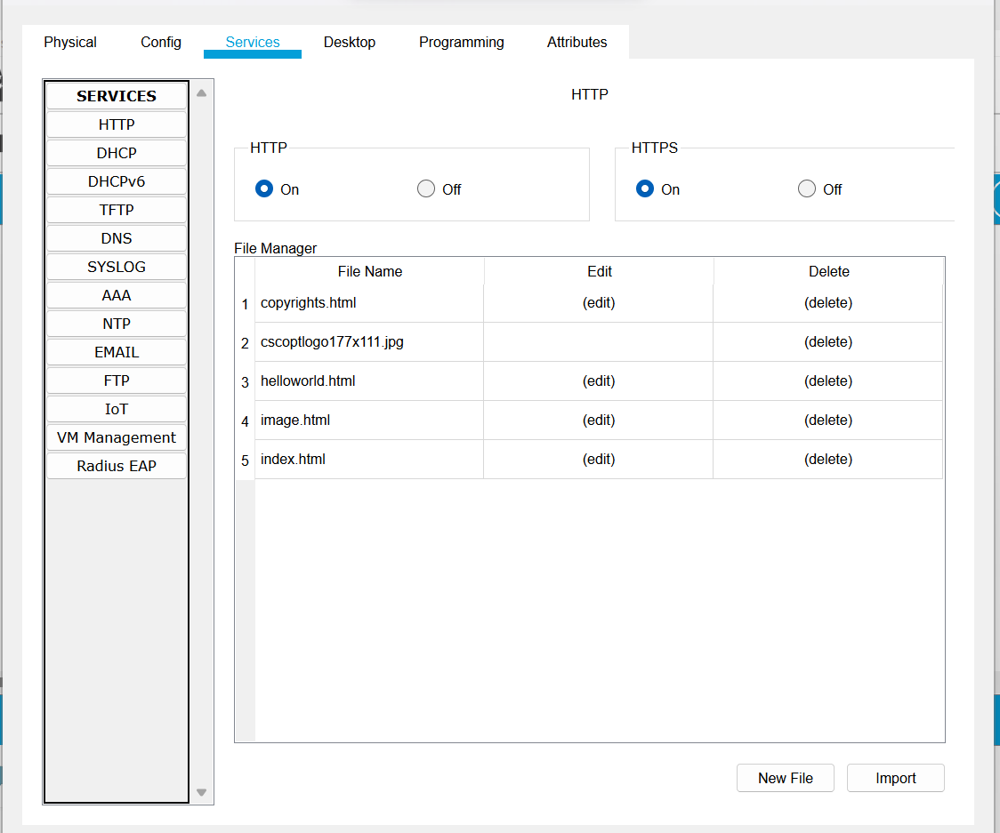 Physical Config Services Desktop Programming Attributes
SERVICES
HTTP
DHCP
DHCPv6
TFTP
DNS
SYSLOG
AAA
NTP
EMAIL
FTP
IoT
VM Management
Radius EAP
HTTP
HTTP
On Off
HTTPS
On Off
File Manager
File Name Edit Delete
1 copyrights.html (edit) (delete)
2 cscoptlogo177x111.jpg (delete)
3 helloworld.html (edit) (delete)
4 image.html (edit) (delete)
5 index.html (edit) (delete)
New File Import